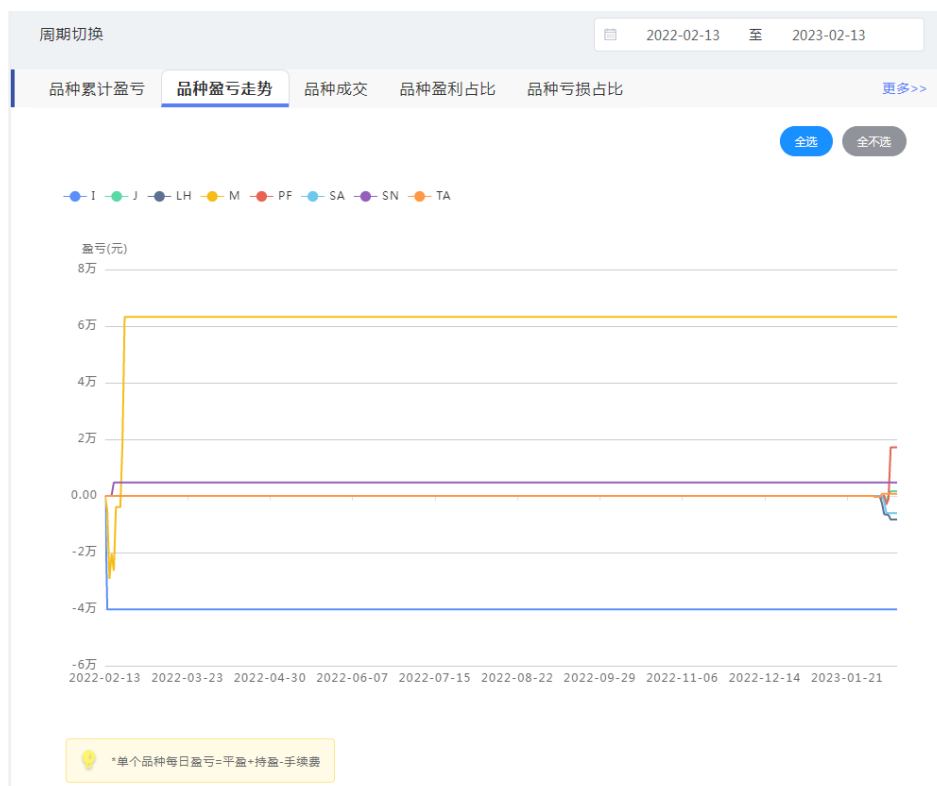 周期切换
2022-02-13 至 2023-02-13
品种累计盈亏 品种盈亏走势 品种成交 品种盈利占比 品种亏损占比 更多>>
全选 全不选
I J LH M PF SA SN TA
盈亏(元)
8万
6万
4万
2万
0.00
-2万
-4万
-6万
2022-02-13 2022-03-23 2022-04-30 2022-06-07 2022-07-15 2022-08-22 2022-09-29 2022-11-06 2022-12-14 2023-01-21
*单个品种每日盈亏=平盈+持盈-手续费